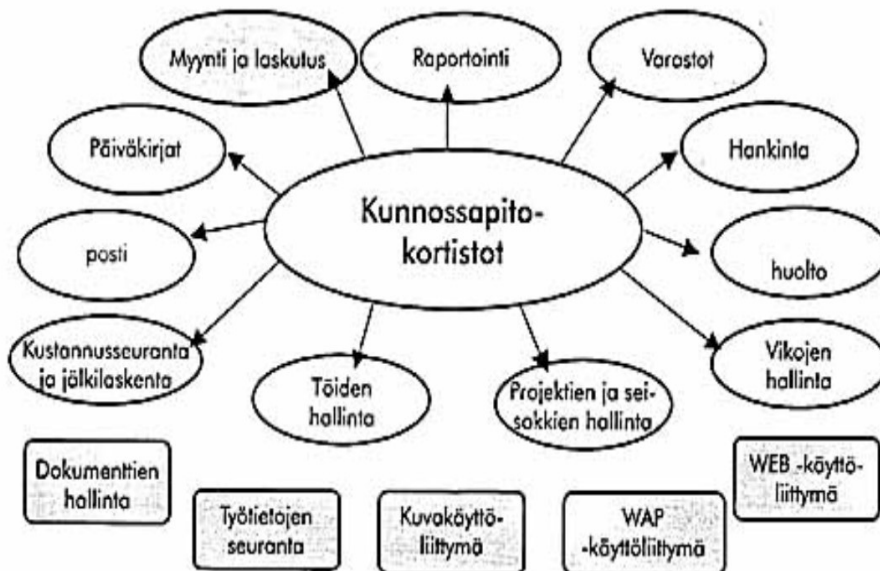 Myynti ja laskutus
Raportointi
Varastot
Päiväkirjat
Hankinta
Kunnossapito-
kortistot
posti
huolto
Kustannusseuranta
ja jälkilaskenta
Töiden
hallinta
Projektien ja sei-
sokkien hallinta
Vikojen
hallinta
Dokumenttien
hallinta
Työtietojen
seuranta
Kuvakäyttö-
liittymä
WAP
-käyttöliittymä
WEB -käyttö-
liittymä